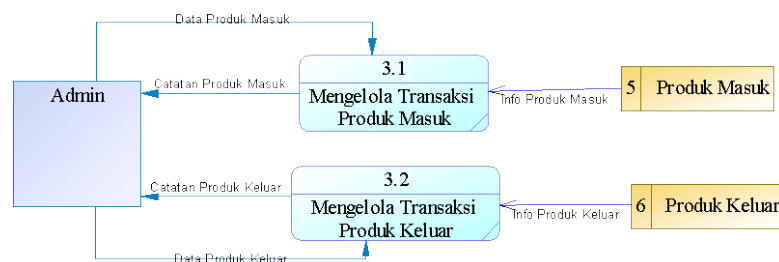 Data Produk Masuk
3.1
Mengelola Transaksi
Produk Masuk
Catatan Produk Masuk
Info Produk Masuk
5 Produk Masuk
Admin
3.2
Mengelola Transaksi
Produk Keluar
Catatan Produk Keluar
Info Produk Keluar
6 Produk Keluar
Data Produk Keluar